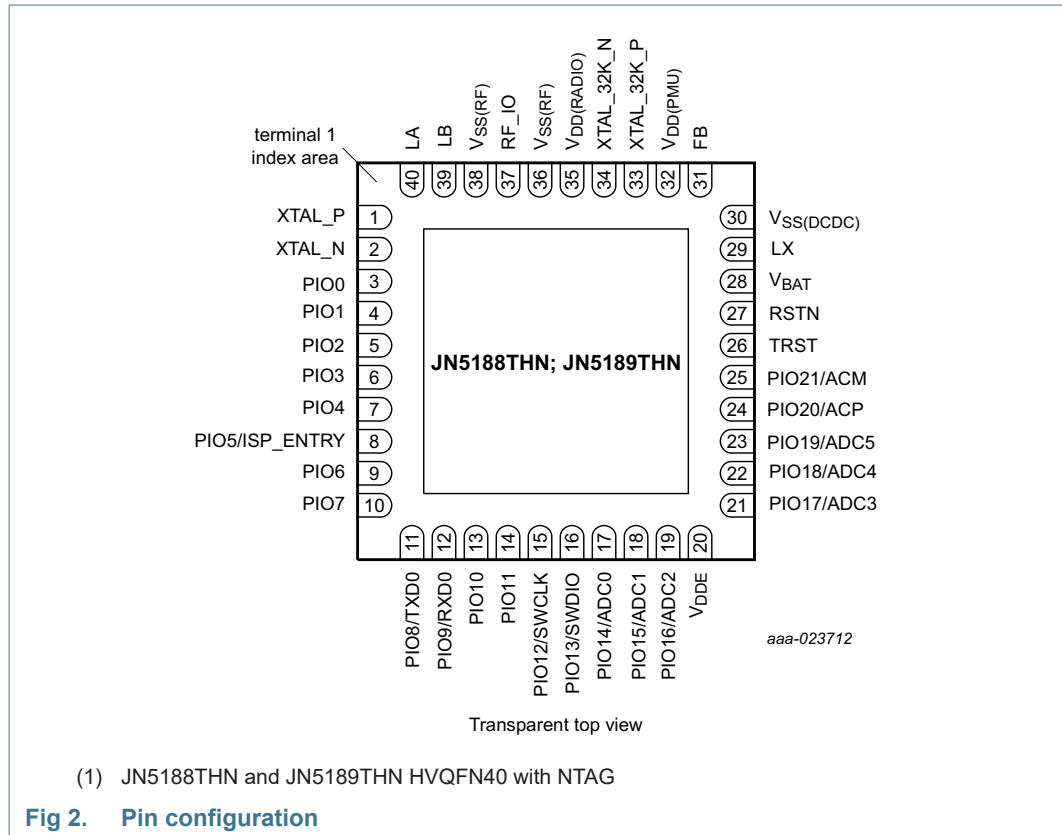 terminal 1
index area
LA
LB
VSS(RF)
RF_IO
VSS(RF)
VDD(RADIO)
XTAL_32K_N
XTAL_32K_P
VDD(PMU)
FB
40 39 38 37 36 35 34 33 32 31
XTAL_P 1
XTAL_N 2
PIO0 3
PIO1 4
PIO2 5
PIO3 6
PIO4 7
PIO5/ISP_ENTRY 8
PIO6 9
PIO7 10
JN5188THN; JN5189THN
30 VSS(DCDC)
29 LX
28 VBAT
27 RSTN
26 TRST
25 PIO21/ACM
24 PIO20/ACP
23 PIO19/ADC5
22 PIO18/ADC4
21 PIO17/ADC3
11 12 13 14 15 16 17 18 19 20
PIO8/TXD0
PIO9/RXD0
PIO10
PIO11
PIO12/SWCLK
PIO13/SWDIO
PIO14/ADC0
PIO15/ADC1
PIO16/ADC2
VDDE
aaa-023712
Transparent top view
(1) JN5188THN and JN5189THN HVQFN40 with NTAG
Fig 2. Pin configuration